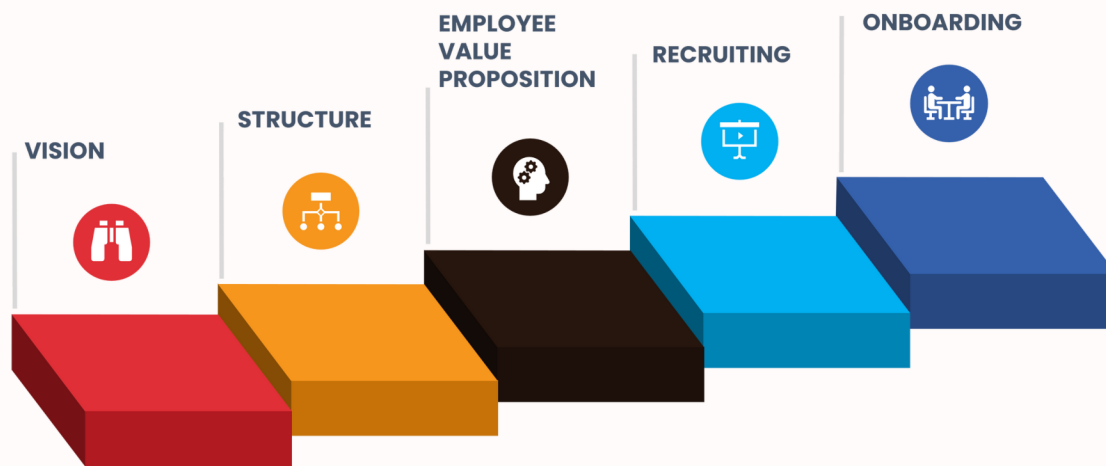 VISION
STRUCTURE
EMPLOYEE
VALUE
PROPOSITION
RECRUITING
ONBOARDING